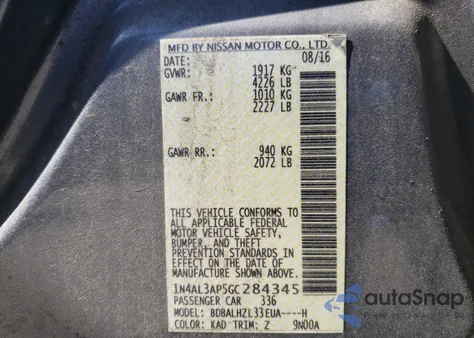 MFD BY NISSAN MOTOR CO., LTD.
DATE: 08/16
GVWR: 1917 KG
4226 LB
GAWR FR.: 1010 KG
2227 LB
GAWR RR.: 940 KG
2072 LB
THIS VEHICLE CONFORMS TO
ALL APPLICABLE FEDERAL
MOTOR VEHICLE SAFETY,
BUMPER, AND THEFT
PREVENTION STANDARDS IN
EFFECT ON THE DATE OF
MANUFACTURE SHOWN ABOVE.
1N4AL3AP5GC284345
PASSENGER CAR 336
MODEL: BDBALHZL33EUA----H
COLOR: KAD TRIM: Z 9N00A
autoSnap